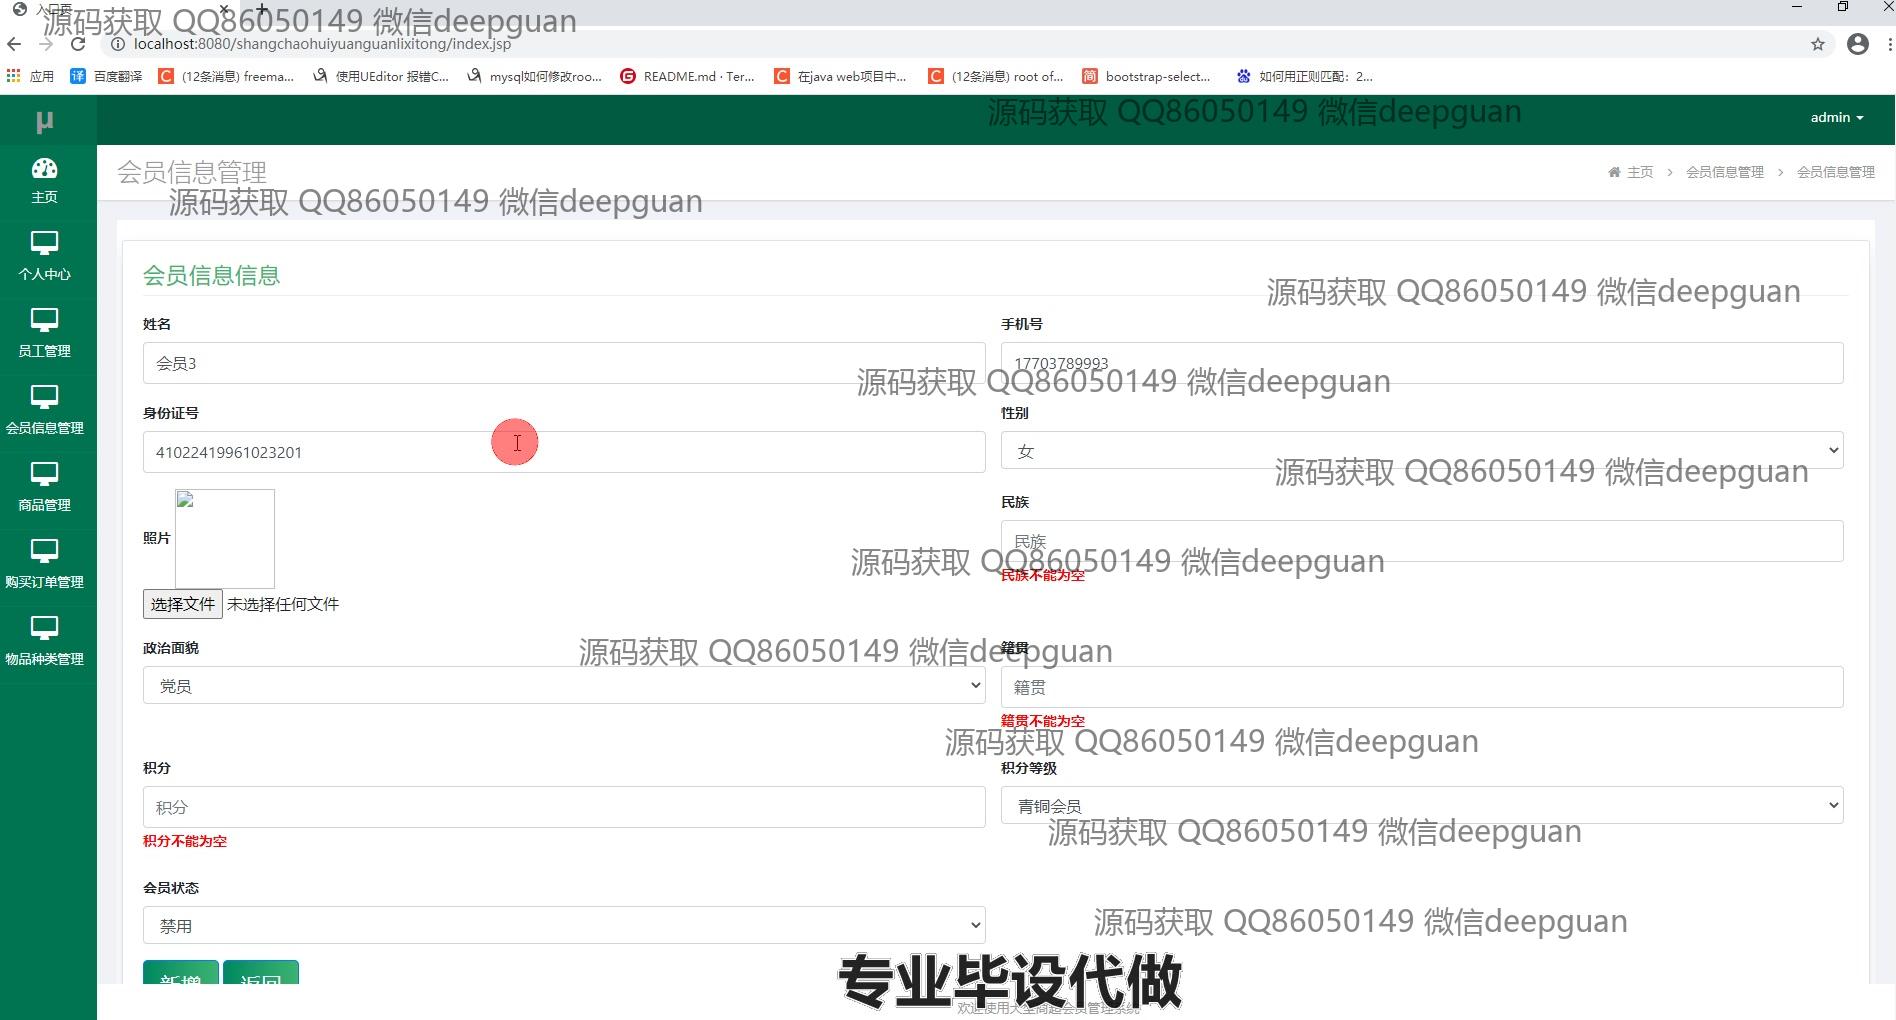 入口页
源码获取 QQ86050149 微信deepguan
localhost:8080/shangchaohuiyuanguanlixitong/index.jsp
应用 百度翻译 (12条消息) freema... 使用UEditor 报错C... mysql如何修改roo... README.md · Ter... 在java web项目中... (12条消息) root of... bootstrap-select... 如何用正则匹配：2...
μ
源码获取 QQ86050149 微信deepguan
admin
会员信息管理
主页 > 会员信息管理 > 会员信息管理
源码获取 QQ86050149 微信deepguan
主页
个人中心
员工管理
会员信息管理
商品管理
购买订单管理
物品种类管理
会员信息信息
源码获取 QQ86050149 微信deepguan
姓名
手机号
会员3
17703789993
源码获取 QQ86050149 微信deepguan
身份证号
性别
41022419961023201
女
源码获取 QQ86050149 微信deepguan
照片
民族
民族
源码获取 QQ86050149 微信deepguan
民族不能为空
选择文件 未选择任何文件
政治面貌
源码获取 QQ86050149 微信deepguan
籍贯
党员
籍贯
籍贯不能为空
源码获取 QQ86050149 微信deepguan
积分
积分等级
积分
青铜会员
源码获取 QQ86050149 微信deepguan
积分不能为空
会员状态
禁用
源码获取 QQ86050149 微信deepguan
新增 返回
专业毕设代做
欢迎使用大型商超会员管理系统